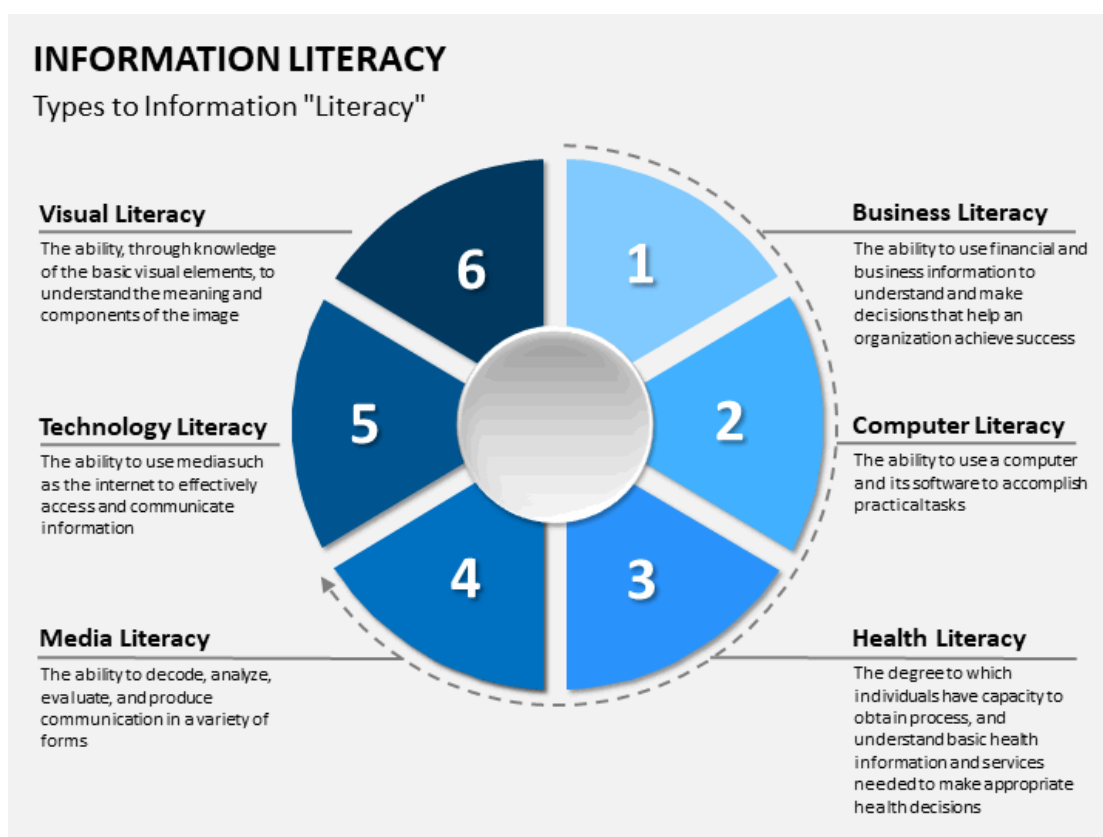 INFORMATION LITERACY
Types to Information "Literacy"
1
Business Literacy
The ability to use financial and
business information to
understand and make
decisions that help an
organization achieve success
2
Computer Literacy
The ability to use a computer
and its software to accomplish
practical tasks
3
Health Literacy
The degree to which
individuals have capacity to
obtain process, and
understand basic health
information and services
needed to make appropriate
health decisions
4
Media Literacy
The ability to decode, analyze,
evaluate, and produce
communication in a variety of
forms
5
Technology Literacy
The ability to use media such
as the internet to effectively
access and communicate
information
6
Visual Literacy
The ability, through knowledge
of the basic visual elements, to
understand the meaning and
components of the image